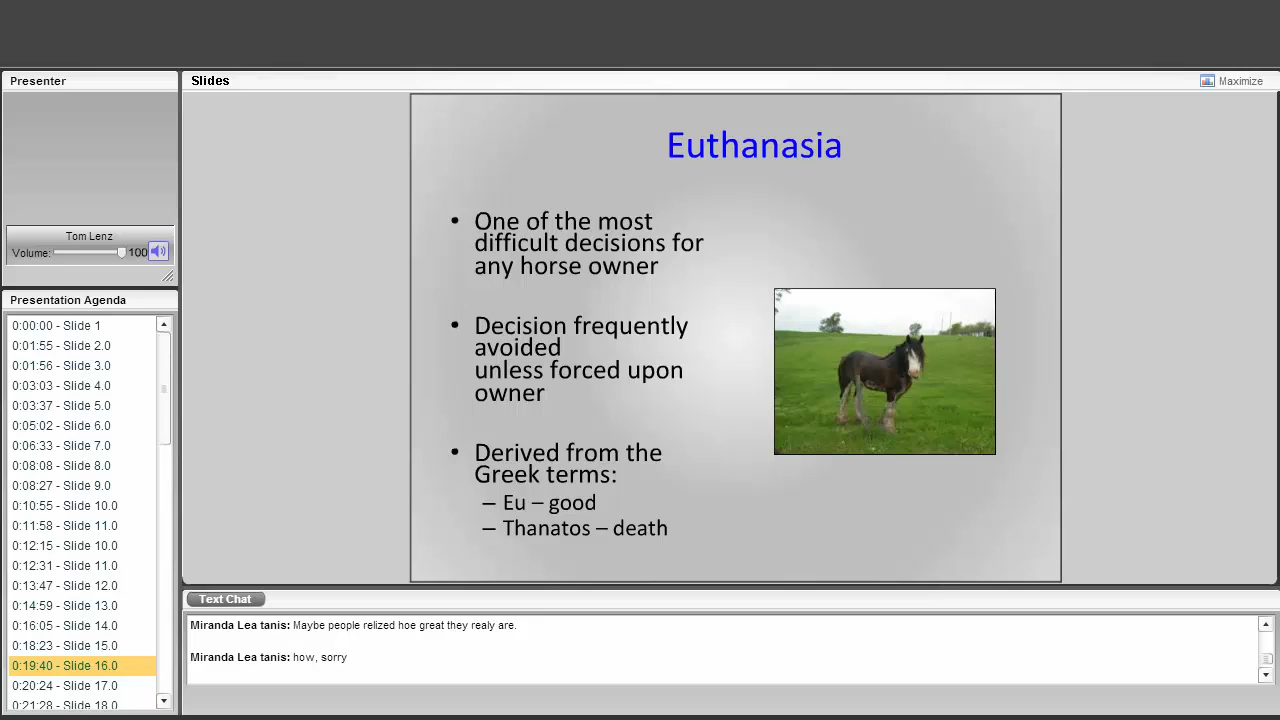 Presenter
Tom Lenz
Volume: 100
Presentation Agenda
0:00:00 - Slide 1
0:01:55 - Slide 2.0
0:01:56 - Slide 3.0
0:03:03 - Slide 4.0
0:03:37 - Slide 5.0
0:05:02 - Slide 6.0
0:06:33 - Slide 7.0
0:08:08 - Slide 8.0
0:08:27 - Slide 9.0
0:10:55 - Slide 10.0
0:11:58 - Slide 11.0
0:12:15 - Slide 10.0
0:12:31 - Slide 11.0
0:13:47 - Slide 12.0
0:14:59 - Slide 13.0
0:16:05 - Slide 14.0
0:18:23 - Slide 15.0
0:19:40 - Slide 16.0
0:20:24 - Slide 17.0
0:21:28 - Slide 18.0
Slides
Maximize
Euthanasia
• One of the most
difficult decisions for
any horse owner
• Decision frequently
avoided
unless forced upon
owner
• Derived from the
Greek terms:
– Eu – good
– Thanatos – death
Text Chat
Miranda Lea tanis: Maybe people relized hoe great they realy are.
Miranda Lea tanis: how, sorry